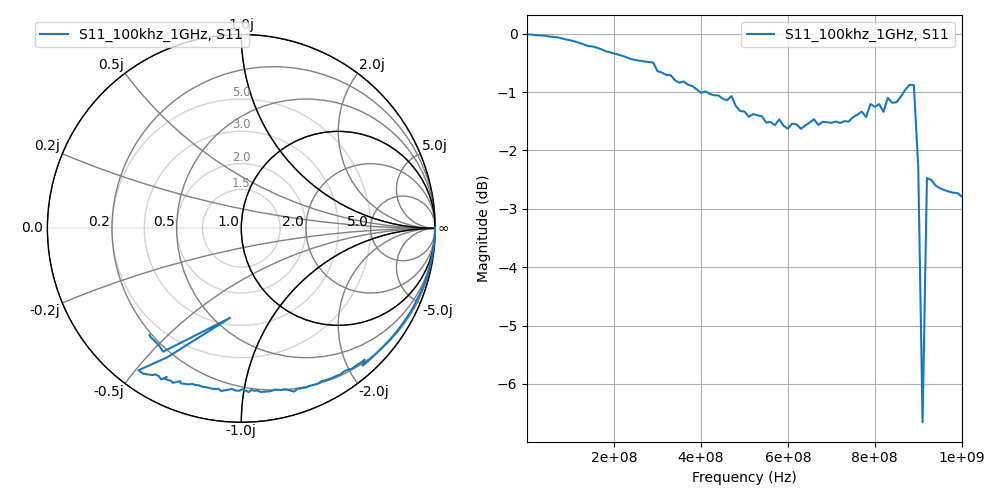 1.0j
S11_100khz_1GHz, S11
0.5j
2.0j
5.0
3.0
0.2j
5.0j
2.0
1.5
0.0
0.2
0.5
1.0
2.0
5.0
∞
-0.2j
-5.0j
-0.5j
-2.0j
-1.0j
S11_100khz_1GHz, S11
0
−1
−2
−3
−4
−5
−6
Magnitude (dB)
2e+08
4e+08
6e+08
8e+08
1e+09
Frequency (Hz)